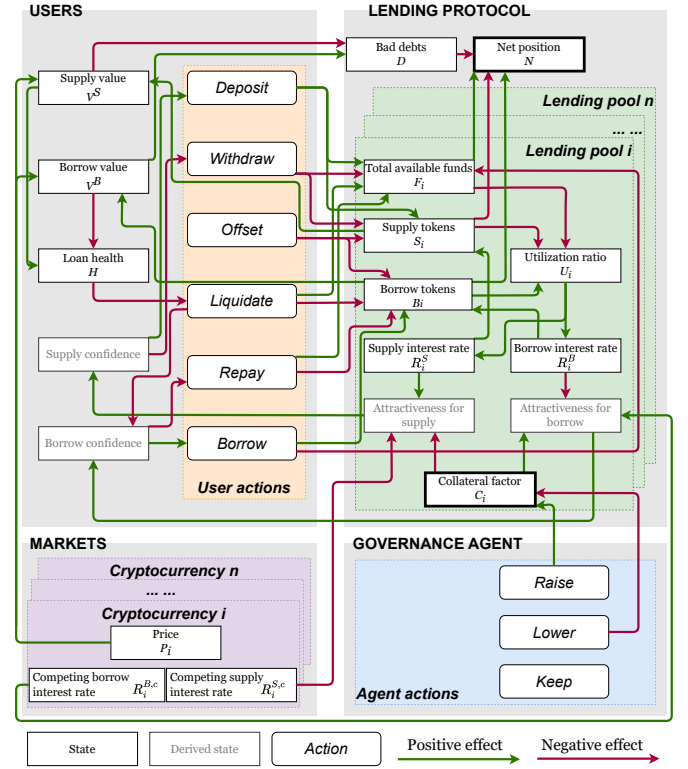 USERS
LENDING PROTOCOL
Bad debts
D
Net position
N
Supply value
V^S
Deposit
Lending pool n
... ...
Lending pool i
Withdraw
Total available funds
F_i
Borrow value
V^B
Offset
Supply tokens
S_i
Loan health
H
Utilization ratio
U_i
Liquidate
Borrow tokens
B_i
Supply confidence
Repay
Supply interest rate
R_i^S
Borrow interest rate
R_i^B
Attractiveness for
supply
Attractiveness for
borrow
Borrow confidence
Borrow
User actions
Collateral factor
C_i
MARKETS
GOVERNANCE AGENT
Cryptocurrency n
... ...
Cryptocurrency i
Price
P_i
Competing borrow
interest rate R_i^{B,c}
Competing supply
interest rate R_i^{S,c}
Raise
Lower
Keep
Agent actions
State
Derived state
Action
Positive effect
Negative effect